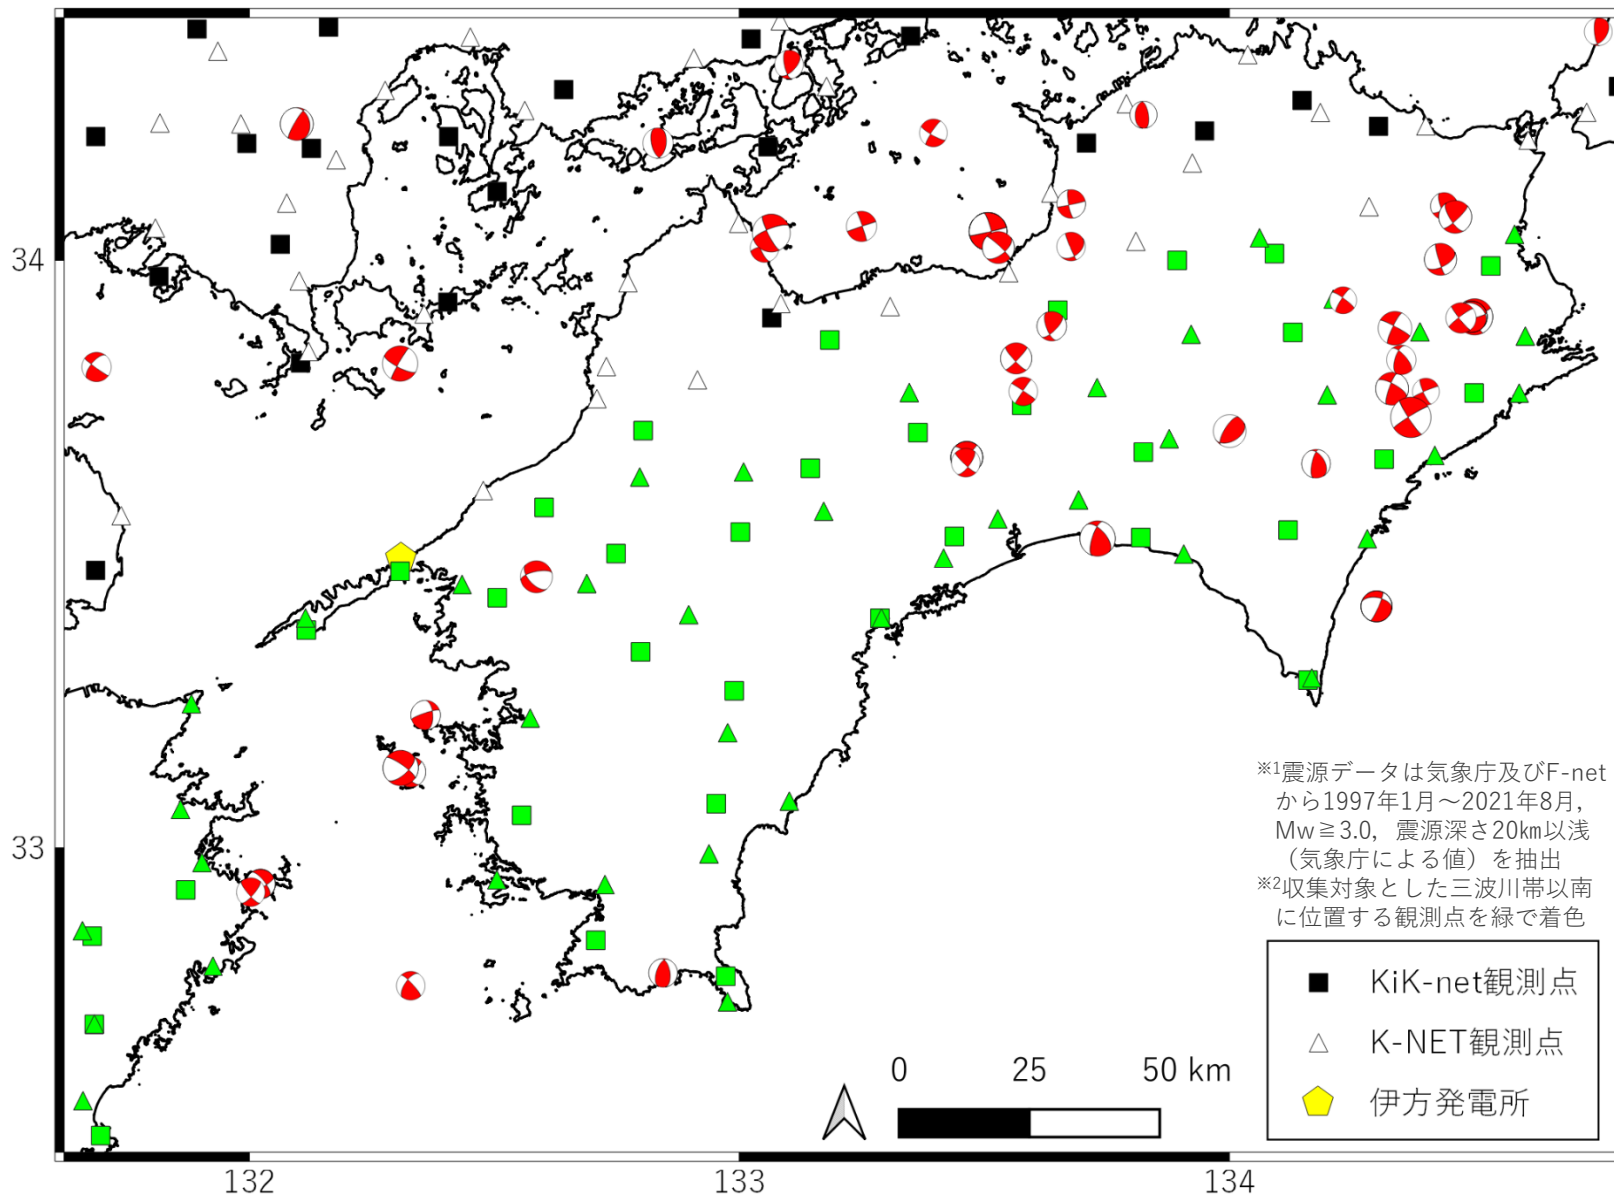 34
33
132
133
134
※1震源データは気象庁及びF-net
から1997年1月～2021年8月，
Mw≧3.0，震源深さ20km以浅
（気象庁による値）を抽出
※2収集対象とした三波川帯以南
に位置する観測点を緑で着色
KiK-net観測点
K-NET観測点
伊方発電所
0 25 50 km